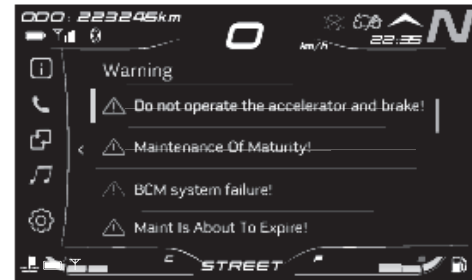 ODO: 223245km
0
km/h
22:35
N
Warning
Do not operate the accelerator and brake!
Maintenance Of Maturity!
BCM system failure!
Maint Is About To Expire!
C
STREET